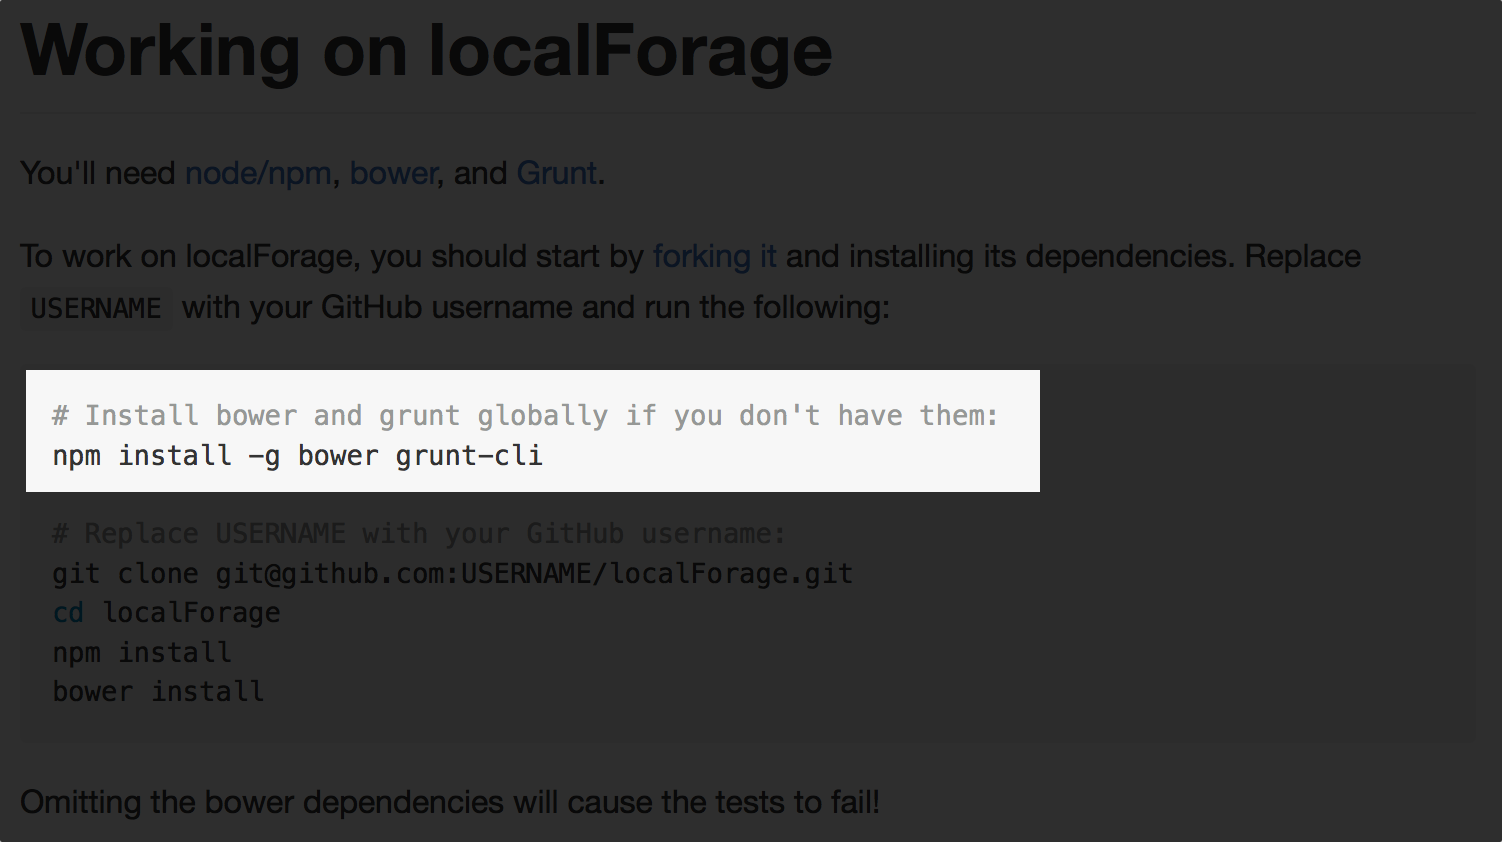 Working on localForage
You'll need node/npm, bower, and Grunt.
To work on localForage, you should start by forking it and installing its dependencies. Replace
USERNAME with your GitHub username and run the following:
# Install bower and grunt globally if you don't have them:
npm install -g bower grunt-cli
# Replace USERNAME with your GitHub username:
git clone git@github.com:USERNAME/localForage.git
cd localForage
npm install
bower install
Omitting the bower dependencies will cause the tests to fail!